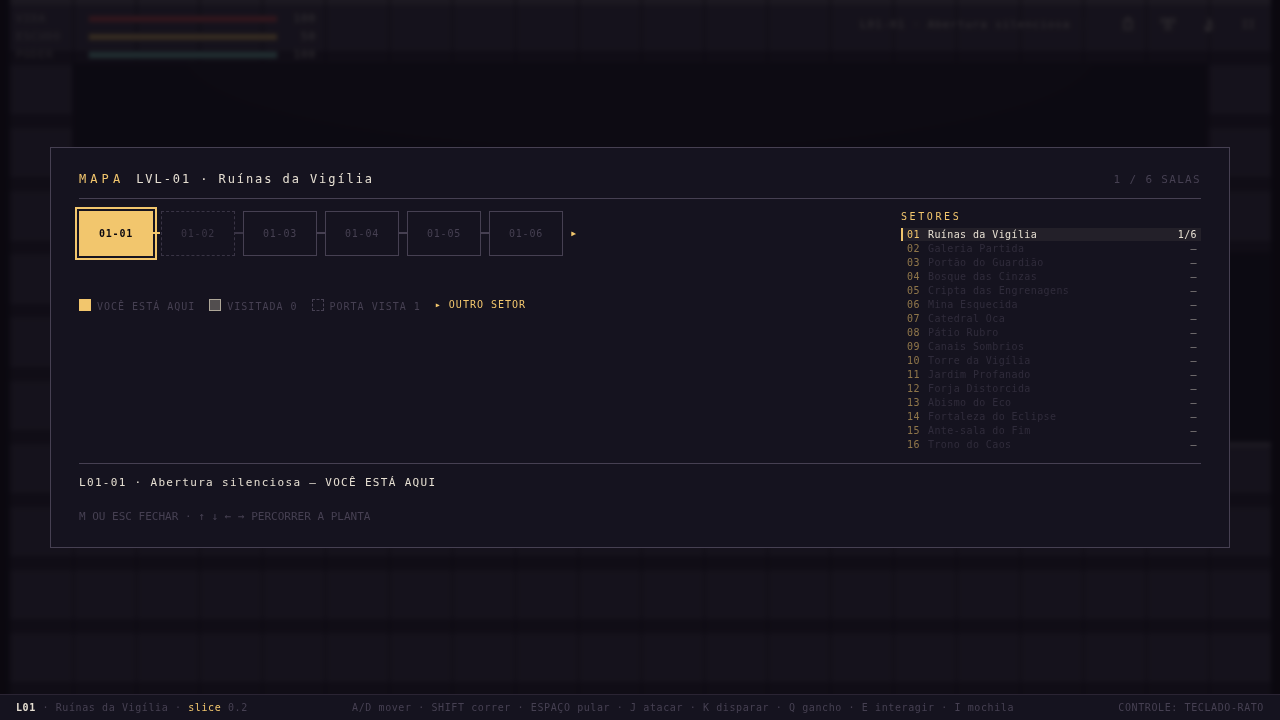 L01-01 · Abertura silenciosa
MAPA LVL-01 · Ruínas da Vigília
1 / 6 SALAS
01-01 01-02 01-03 01-04 01-05 01-06 ▸
VOCÊ ESTÁ AQUI VISITADA 0 PORTA VISTA 1 ▸ OUTRO SETOR
SETORES
01 Ruínas da Vigília 1/6
02 Galeria Partida —
03 Portão do Guardião —
04 Bosque das Cinzas —
05 Cripta das Engrenagens —
06 Mina Esquecida —
07 Catedral Oca —
08 Pátio Rubro —
09 Canais Sombrios —
10 Torre da Vigília —
11 Jardim Profanado —
12 Forja Distorcida —
13 Abismo do Eco —
14 Fortaleza do Eclipse —
15 Ante-sala do Fim —
16 Trono do Caos —
L01-01 · Abertura silenciosa — VOCÊ ESTÁ AQUI
M OU ESC FECHAR · ↑ ↓ ← → PERCORRER A PLANTA
L01 · Ruínas da Vigília · slice 0.2
A/D mover · SHIFT correr · ESPAÇO pular · J atacar · K disparar · Q gancho · E interagir · I mochila
CONTROLE: TECLADO-RATO